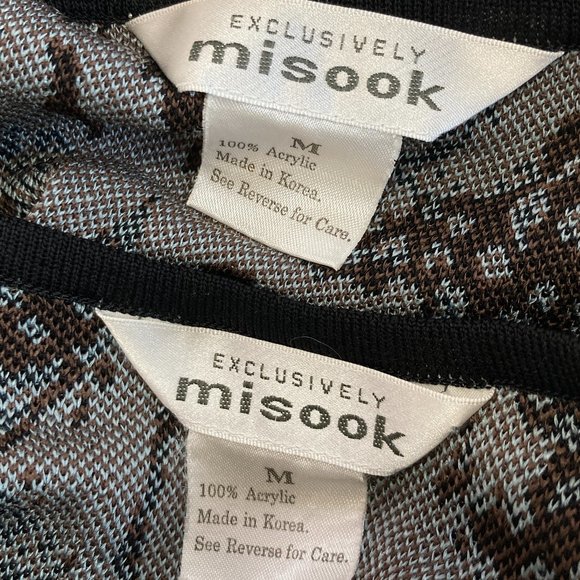 EXCLUSIVELY
misook
M
100% Acrylic
Made in Korea.
See Reverse for Care.
EXCLUSIVELY
misook
M
100% Acrylic
Made in Korea.
See Reverse for Care.